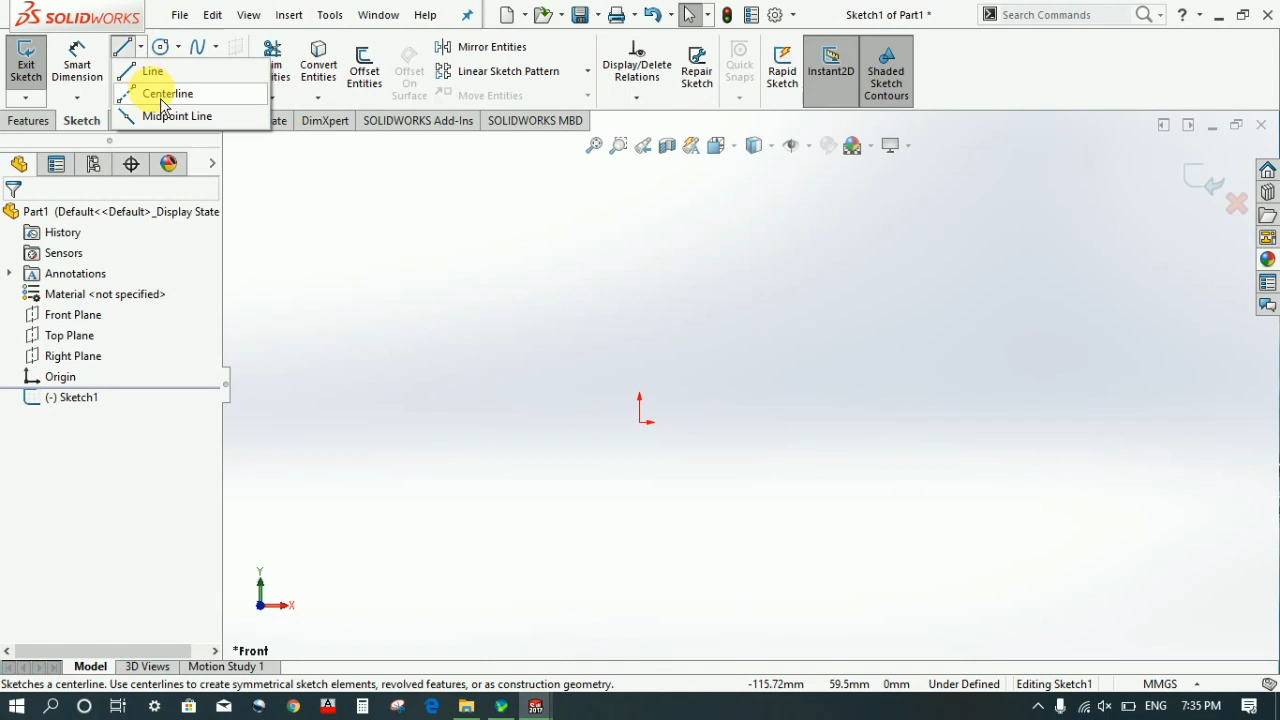 SOLIDWORKS File Edit View Insert Tools Window Help Sketch1 of Part1 * Search Commands ?
Exit Sketch
Smart Dimension
Convert Entities
Offset Entities
Offset On Surface
Mirror Entities
Linear Sketch Pattern
Move Entities
Display/Delete Relations
Repair Sketch
Quick Snaps
Rapid Sketch
Instant2D
Shaded Sketch Contours
Line
Centerline
Midpoint Line
Features Sketch DimXpert SOLIDWORKS Add-Ins SOLIDWORKS MBD
Part1 (Default<<Default>_Display State
History
Sensors
Annotations
Material <not specified>
Front Plane
Top Plane
Right Plane
Origin
(-) Sketch1
Y
X
*Front
Model 3D Views Motion Study 1
Sketches a centerline. Use centerlines to create symmetrical sketch elements, revolved features, or as construction geometry. -115.72mm 59.5mm 0mm Under Defined Editing Sketch1 MMGS
ENG 7:35 PM